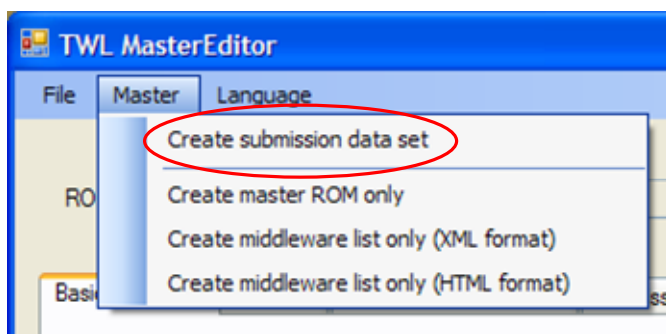 TWL MasterEditor
File Master Language
Create submission data set
Create master ROM only
Create middleware list only (XML format)
Create middleware list only (HTML format)